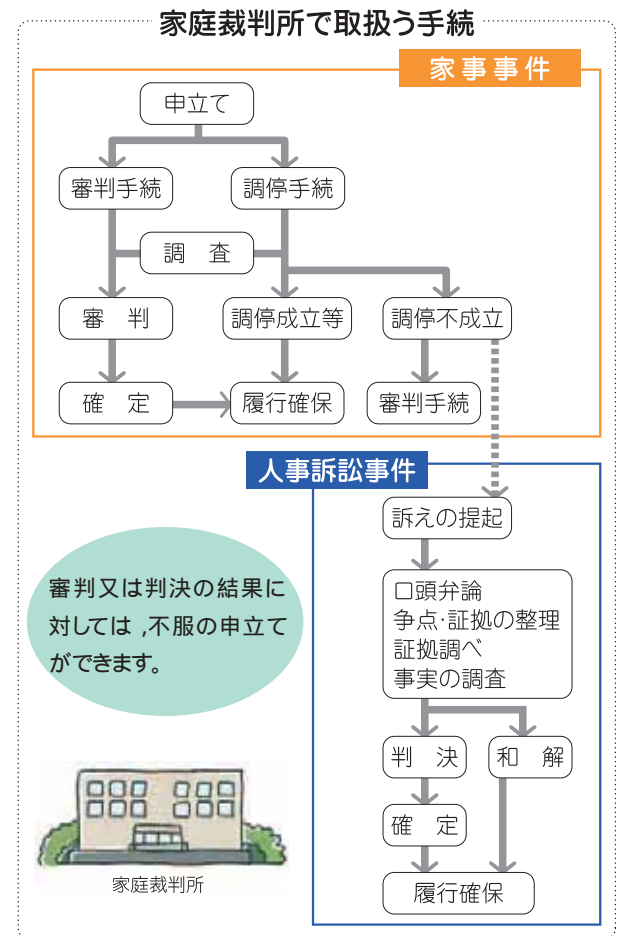 家庭裁判所で取扱う手続
家事事件
申立て
審判手続
調停手続
調　査
審　判
調停成立等
調停不成立
確　定
履行確保
審判手続
人事訴訟事件
訴えの提起
口頭弁論
争点・証拠の整理
証拠調べ
事実の調査
判　決
和　解
確　定
履行確保
審判又は判決の結果に
対しては ,不服の申立て
ができます。
家庭裁判所